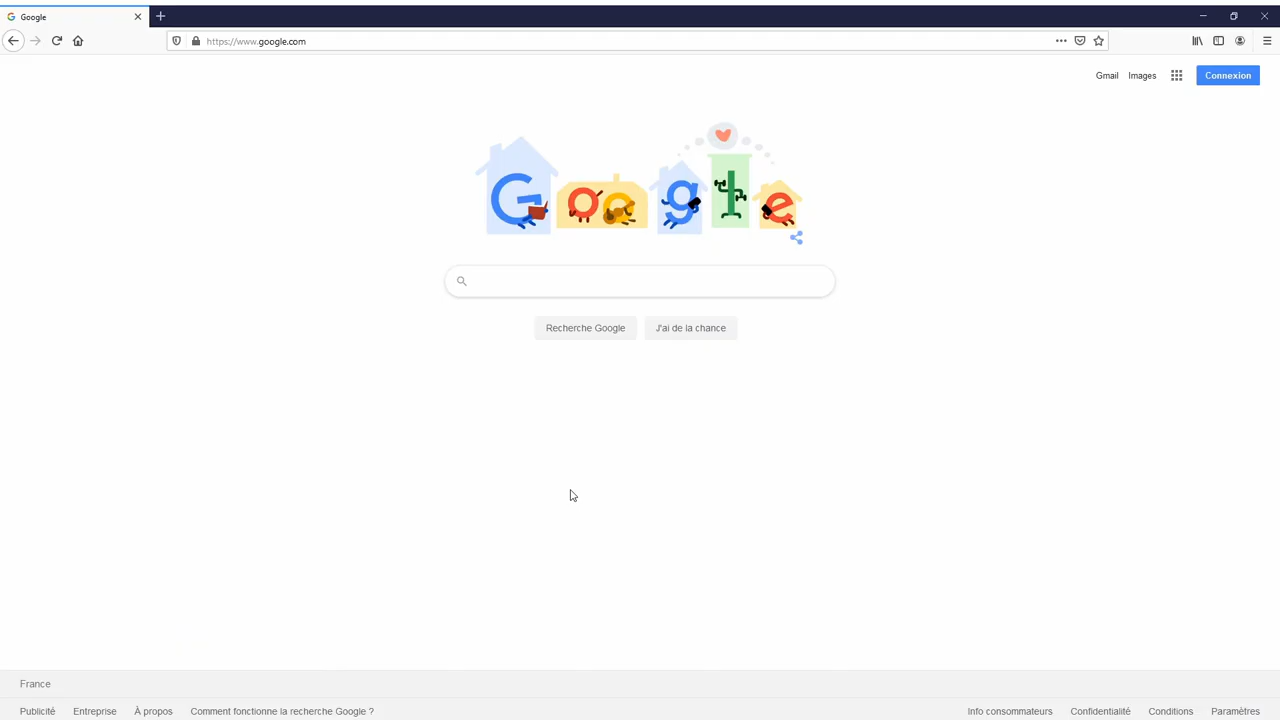 Google
https://www.google.com
Gmail Images Connexion
Google
Recherche Google J'ai de la chance
France
Publicité Entreprise À propos Comment fonctionne la recherche Google ? Info consommateurs Confidentialité Conditions Paramètres